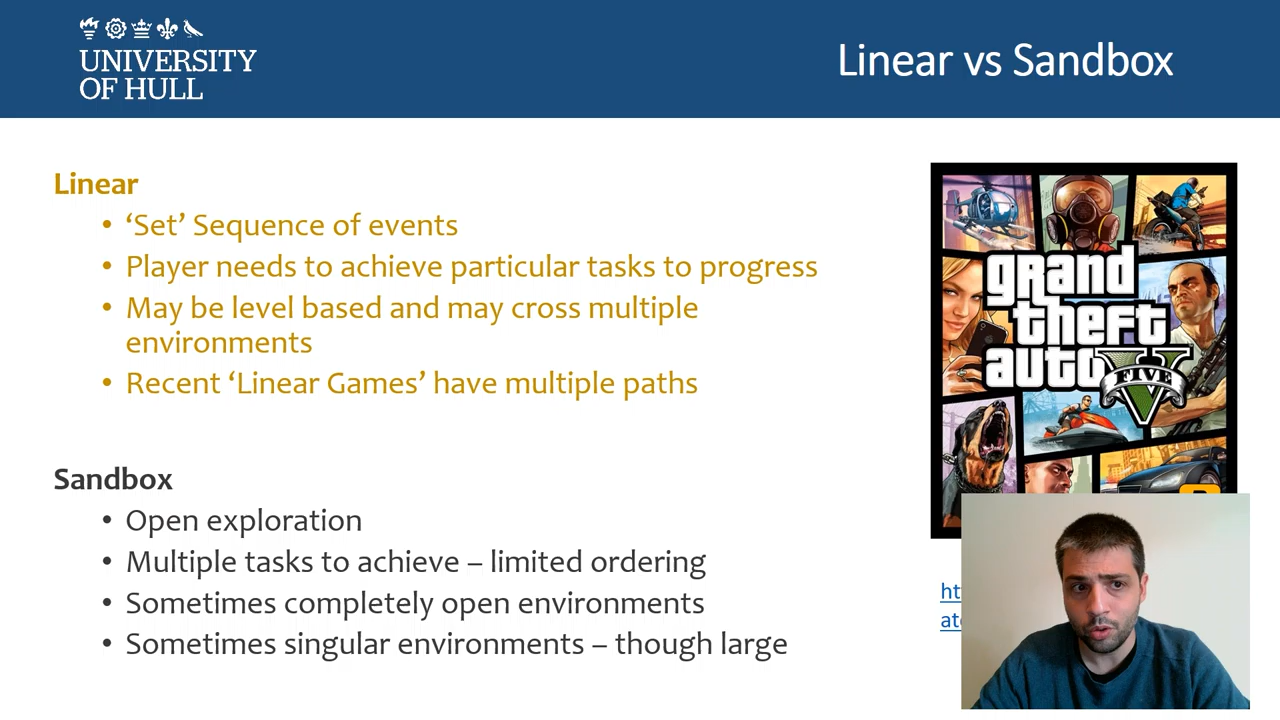 UNIVERSITY
OF HULL
Linear vs Sandbox
Linear
• ‘Set’ Sequence of events
• Player needs to achieve particular tasks to progress
• May be level based and may cross multiple
environments
• Recent ‘Linear Games’ have multiple paths
Sandbox
• Open exploration
• Multiple tasks to achieve – limited ordering
• Sometimes completely open environments
• Sometimes singular environments – though large
grand
theft
auto V
FIVE